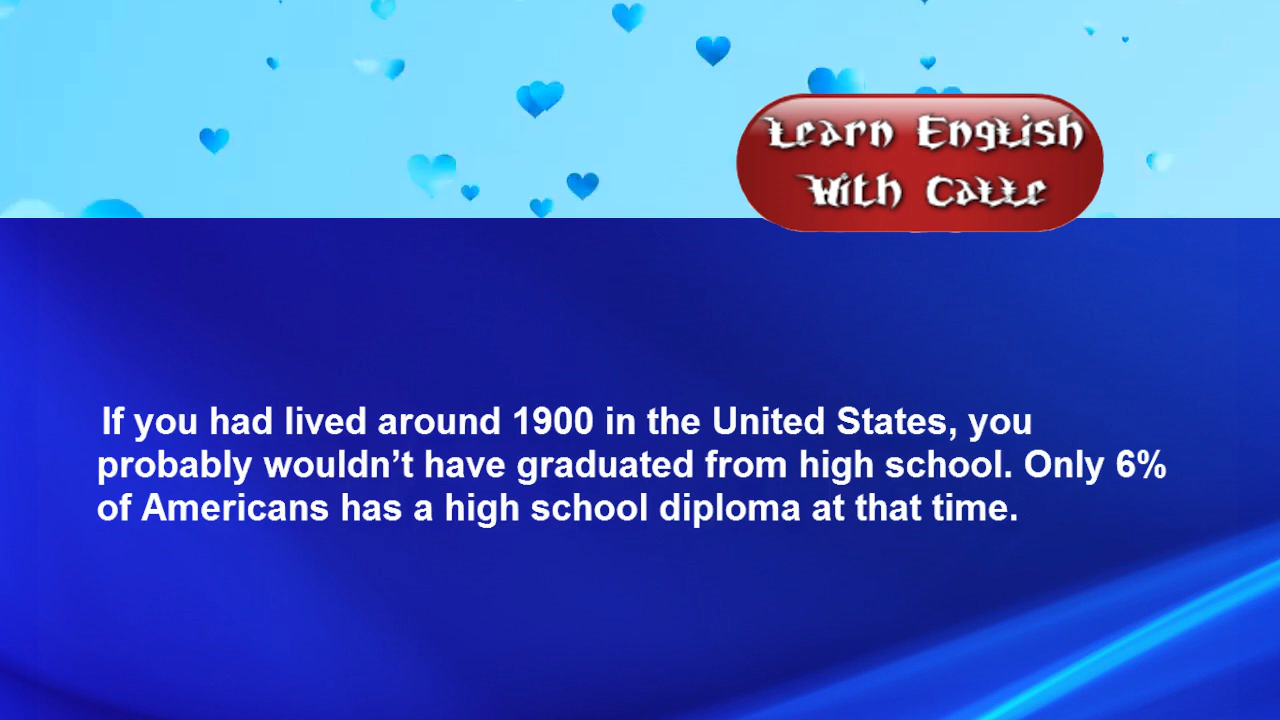 Learn English
With Calle
If you had lived around 1900 in the United States, you
probably wouldn’t have graduated from high school. Only 6%
of Americans has a high school diploma at that time.